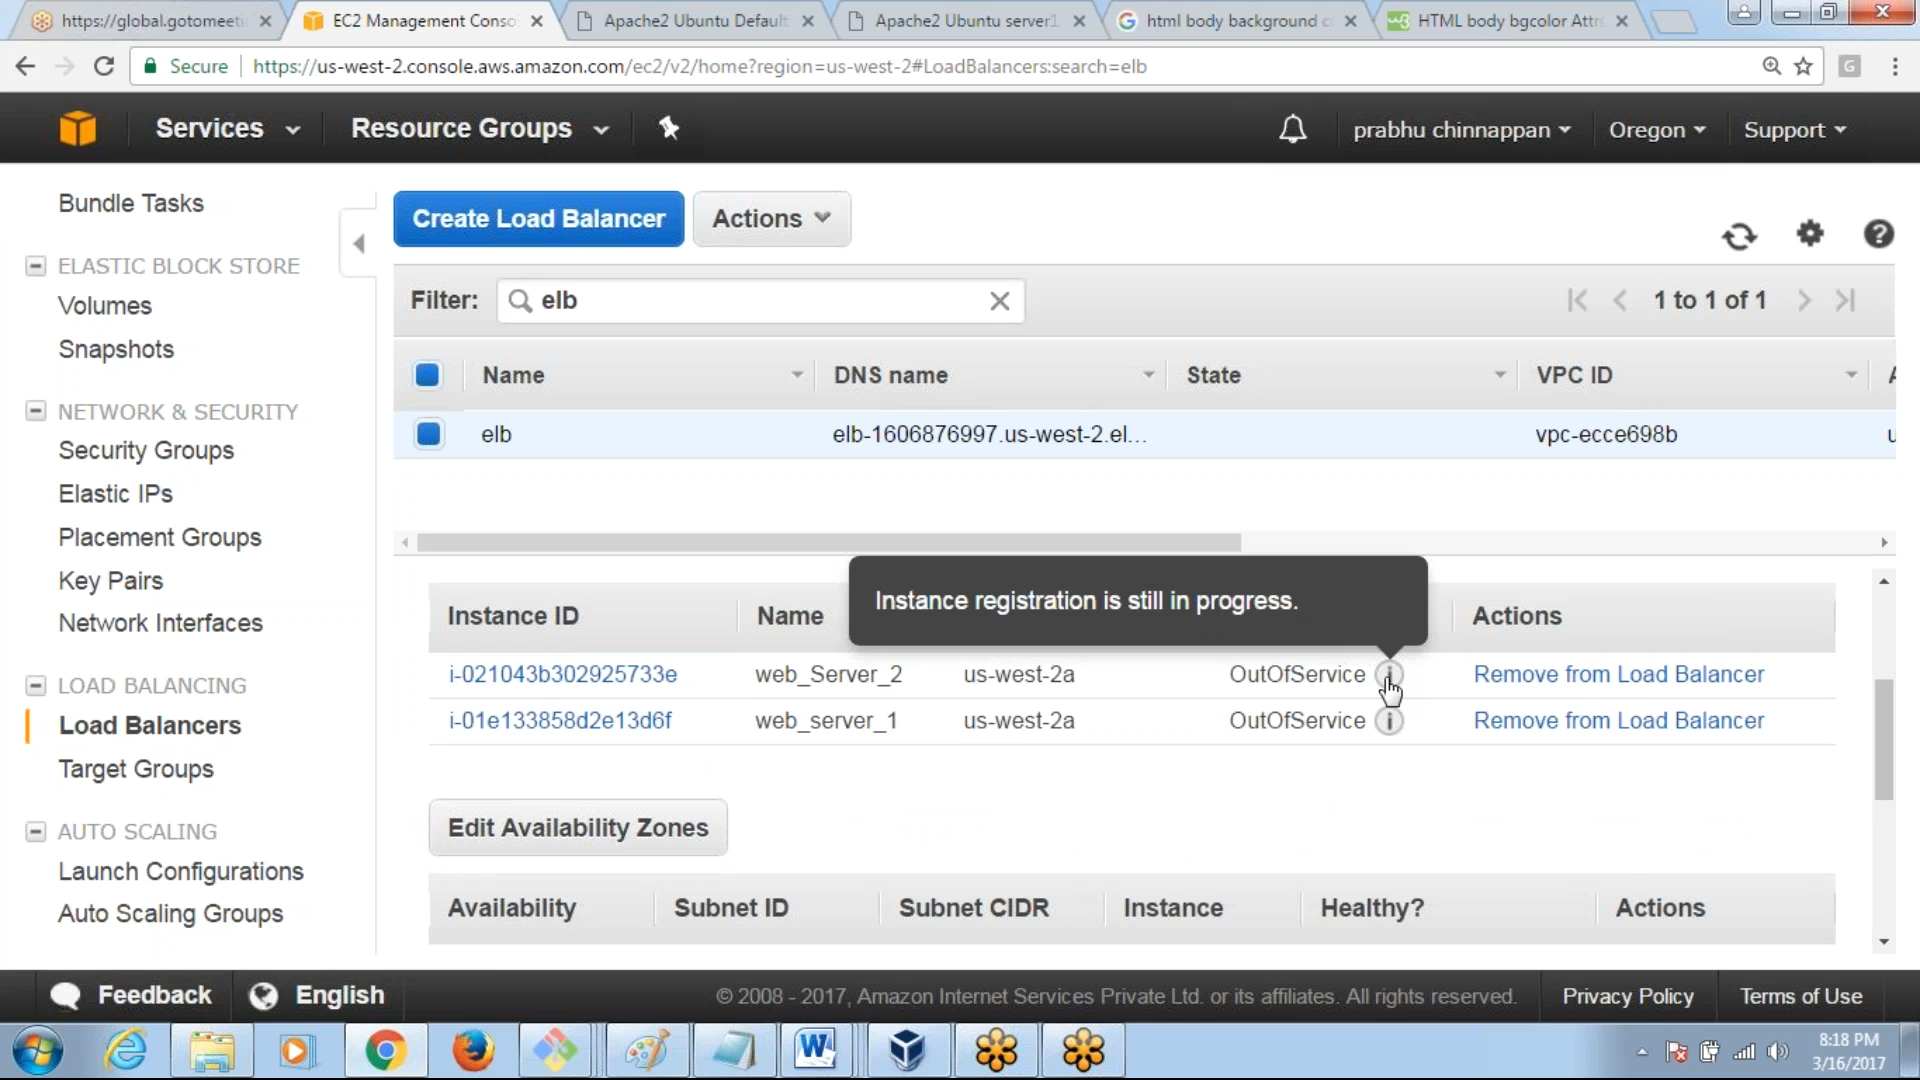 https://global.gotomeeti
EC2 Management Conso
Apache2 Ubuntu Default
Apache2 Ubuntu server1
html body background c
HTML body bgcolor Attr
Secure
https://us-west-2.console.aws.amazon.com/ec2/v2/home?region=us-west-2#LoadBalancers:search=elb
Services
Resource Groups
prabhu chinnappan
Oregon
Support
Bundle Tasks
ELASTIC BLOCK STORE
Volumes
Snapshots
NETWORK & SECURITY
Security Groups
Elastic IPs
Placement Groups
Key Pairs
Network Interfaces
LOAD BALANCING
Load Balancers
Target Groups
AUTO SCALING
Launch Configurations
Auto Scaling Groups
Create Load Balancer
Actions
Filter:
elb
1 to 1 of 1
Name
DNS name
State
VPC ID
A
elb
elb-1606876997.us-west-2.el...
vpc-ecce698b
u
Instance registration is still in progress.
Instance ID
Name
Actions
i-021043b302925733e
web_Server_2
us-west-2a
OutOfService
Remove from Load Balancer
i-01e133858d2e13d6f
web_server_1
us-west-2a
OutOfService
Remove from Load Balancer
Edit Availability Zones
Availability
Subnet ID
Subnet CIDR
Instance
Healthy?
Actions
Feedback
English
© 2008 - 2017, Amazon Internet Services Private Ltd. or its affiliates. All rights reserved.
Privacy Policy
Terms of Use
8:18 PM
3/16/2017